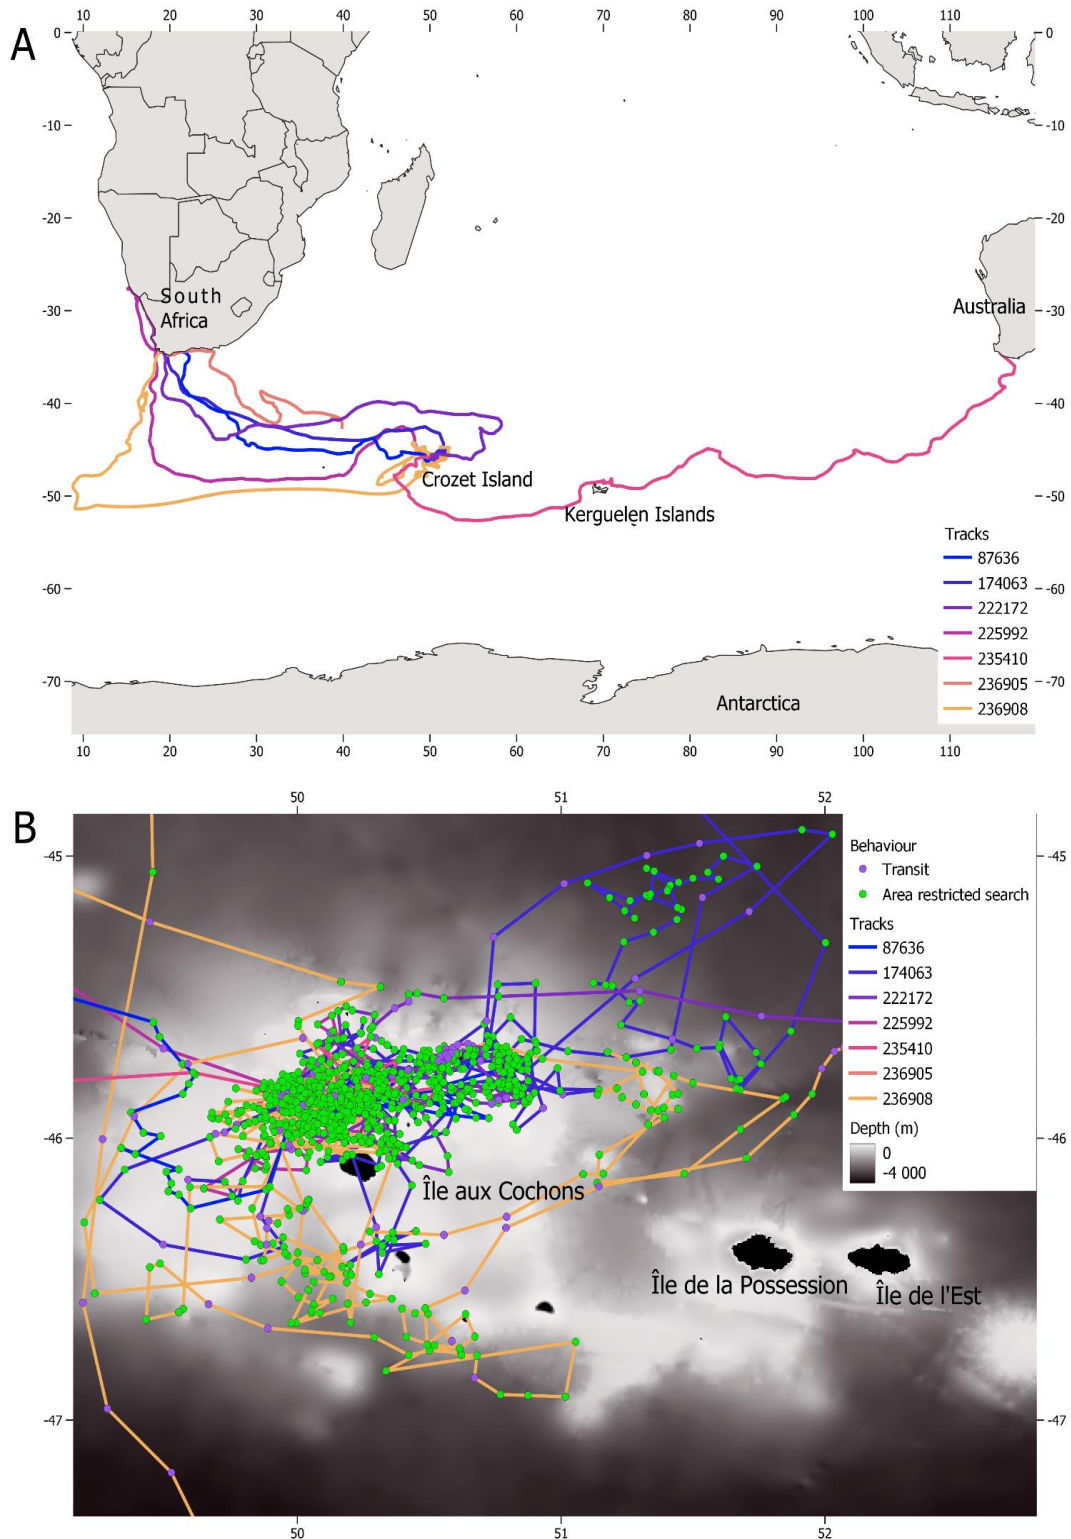 A
10 20 30 40 50 60 70 80 90 100 110
0 0
-10 -10
-20 -20
South
Africa
Australia
-30 -30
-40 -40
Crozet Island
-50 -50
Kerguelen Islands
Tracks
87636
-60 -60
174063
222172
225992
235410
-70 -70
236905
Antarctica
236908
10 20 30 40 50 60 70 80 90 100 110
B
50 51 52
-45 -45
Behaviour
Transit
Area restricted search
Tracks
87636
174063
222172
225992
235410
236905
236908
Depth (m)
0
-4 000
-46 -46
Île aux Cochons
Île de la Possession
Île de l'Est
-47 -47
50 51 52